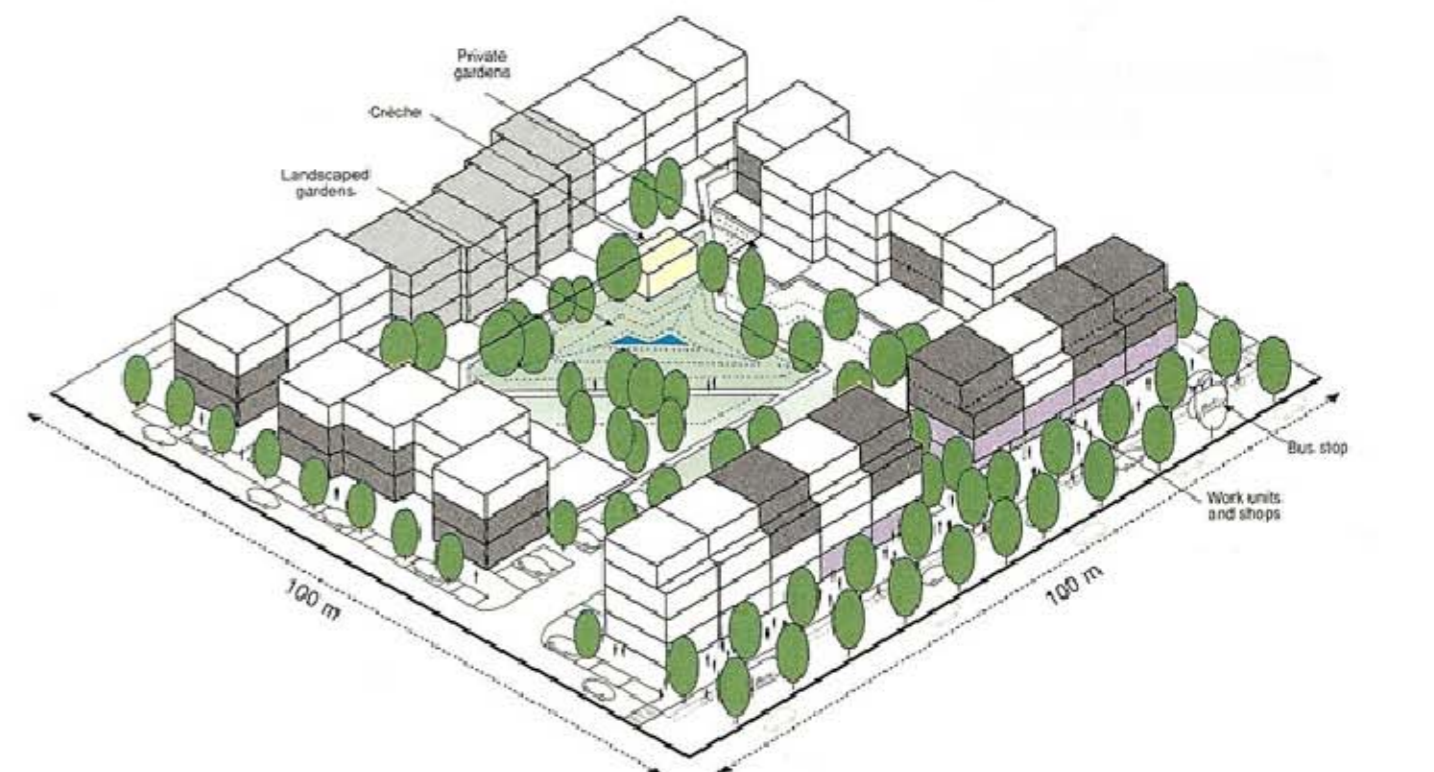 Private
gardens
Crèche
Landscaped
gardens
Bus stop
Work units
and shops
100 m
100 m